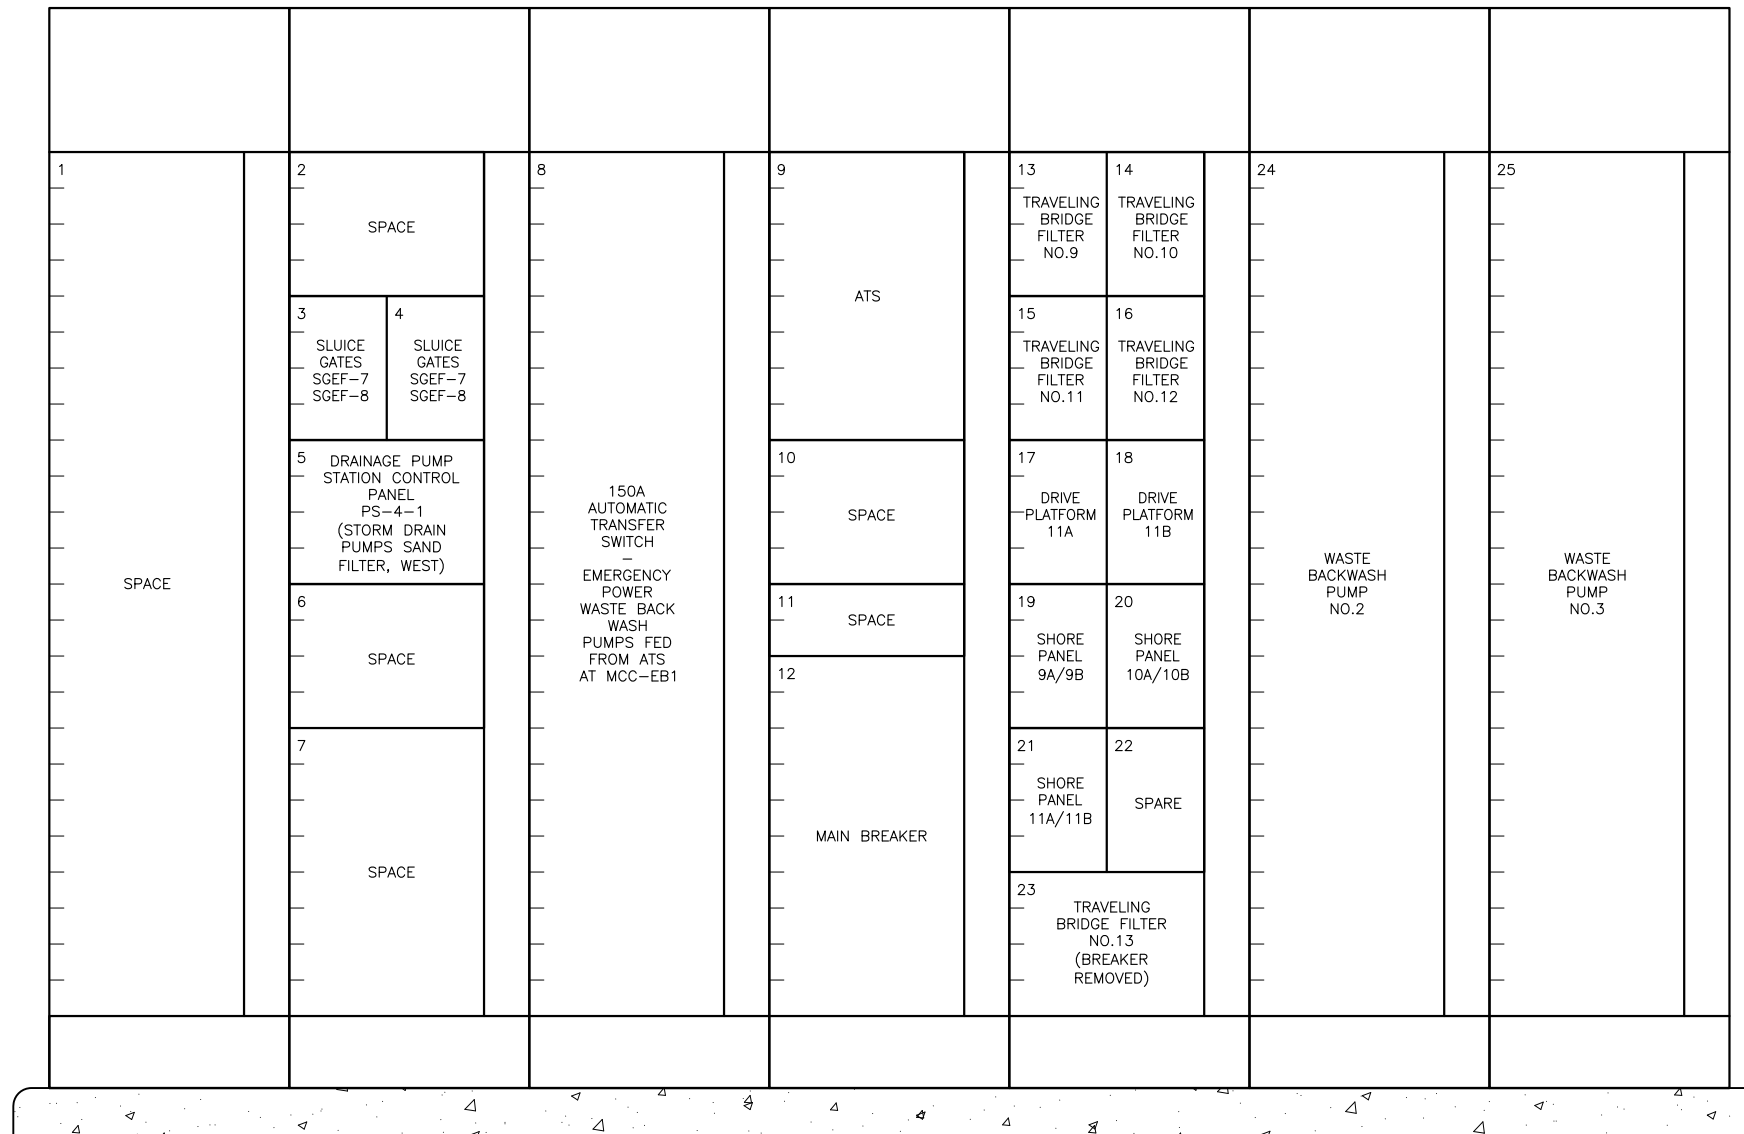 1
SPACE
2
SPACE
3
SLUICE
GATES
SGEF-7
SGEF-8
4
SLUICE
GATES
SGEF-7
SGEF-8
5
DRAINAGE PUMP
STATION CONTROL
PANEL
PS-4-1
(STORM DRAIN
PUMPS SAND
FILTER, WEST)
6
SPACE
7
SPACE
8
150A
AUTOMATIC
TRANSFER
SWITCH
-
EMERGENCY
POWER
WASTE BACK
WASH
PUMPS FED
FROM ATS
AT MCC-EB1
9
ATS
10
SPACE
11
SPACE
12
MAIN BREAKER
13
TRAVELING
BRIDGE
FILTER
NO.9
14
TRAVELING
BRIDGE
FILTER
NO.10
15
TRAVELING
BRIDGE
FILTER
NO.11
16
TRAVELING
BRIDGE
FILTER
NO.12
17
DRIVE
PLATFORM
11A
18
DRIVE
PLATFORM
11B
19
SHORE
PANEL
9A/9B
20
SHORE
PANEL
10A/10B
21
SHORE
PANEL
11A/11B
22
SPARE
23
TRAVELING
BRIDGE FILTER
NO.13
(BREAKER
REMOVED)
24
WASTE
BACKWASH
PUMP
NO.2
25
WASTE
BACKWASH
PUMP
NO.3